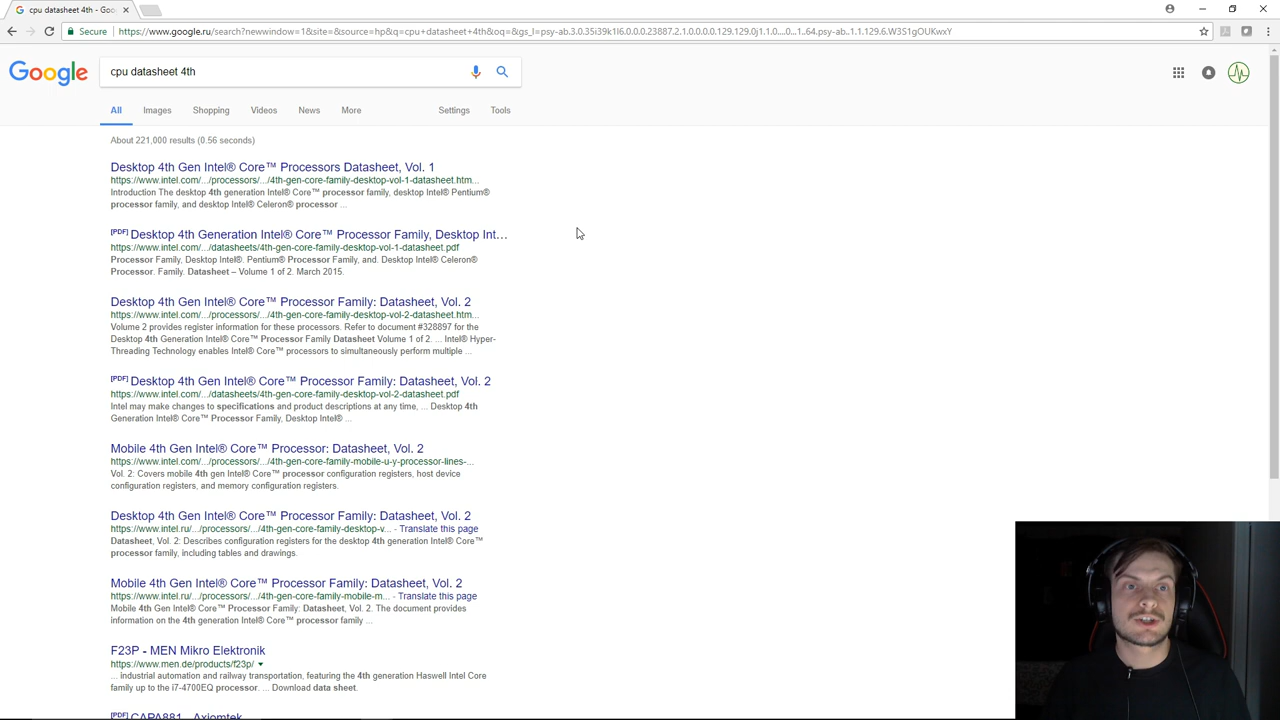 cpu datasheet 4th - Goo
Secure
https://www.google.ru/search?newwindow=1&site=&source=hp&q=cpu+datasheet+4th&oq=&gs_l=psy-ab.3.0.35i39k1l6.0.0.0.23887.2.1.0.0.0.0.129.129.0j1.1.0....0...1..64.psy-ab..1.1.129.6.W3S1gOUKwxY
Google
cpu datasheet 4th
All Images Shopping Videos News More Settings Tools
About 221,000 results (0.56 seconds)
Desktop 4th Gen Intel® Core™ Processors Datasheet, Vol. 1
https://www.intel.com/.../processors/.../4th-gen-core-family-desktop-vol-1-datasheet.htm...
Introduction The desktop 4th generation Intel® Core™ processor family, desktop Intel® Pentium®
processor family, and desktop Intel® Celeron® processor ...
[PDF] Desktop 4th Generation Intel® Core™ Processor Family, Desktop Int...
https://www.intel.com/.../datasheets/4th-gen-core-family-desktop-vol-1-datasheet.pdf
Processor Family, Desktop Intel®. Pentium® Processor Family, and. Desktop Intel® Celeron®
Processor. Family. Datasheet – Volume 1 of 2. March 2015.
Desktop 4th Gen Intel® Core™ Processor Family: Datasheet, Vol. 2
https://www.intel.com/.../processors/.../4th-gen-core-family-desktop-vol-2-datasheet.htm...
Volume 2 provides register information for these processors. Refer to document #328897 for the
Desktop 4th Generation Intel® Core™ Processor Family Datasheet Volume 1 of 2. ... Intel® Hyper-
Threading Technology enables Intel® Core™ processors to simultaneously perform multiple ...
[PDF] Desktop 4th Gen Intel® Core™ Processor Family: Datasheet, Vol. 2
https://www.intel.com/.../datasheets/4th-gen-core-family-desktop-vol-2-datasheet.pdf
Intel may make changes to specifications and product descriptions at any time, ... Desktop 4th
Generation Intel® Core™ Processor Family, Desktop Intel® ...
Mobile 4th Gen Intel® Core™ Processor: Datasheet, Vol. 2
https://www.intel.com/.../processors/.../4th-gen-core-family-mobile-u-y-processor-lines-...
Vol. 2: Covers mobile 4th gen Intel® Core™ processor configuration registers, host device
configuration registers, and memory configuration registers.
Desktop 4th Gen Intel® Core™ Processor Family: Datasheet, Vol. 2
https://www.intel.ru/.../processors/.../4th-gen-core-family-desktop-v... - Translate this page
Datasheet, Vol. 2: Describes configuration registers for the desktop 4th generation Intel® Core™
processor family, including tables and drawings.
Mobile 4th Gen Intel® Core™ Processor Family: Datasheet, Vol. 2
https://www.intel.ru/.../processors/.../4th-gen-core-family-mobile-m... - Translate this page
Mobile 4th Gen Intel® Core™ Processor Family: Datasheet, Vol. 2. The document provides
information on the 4th generation Intel® Core™ processor family ...
F23P - MEN Mikro Elektronik
https://www.men.de/products/f23p/
... industrial automation and railway transportation, featuring the 4th generation Haswell Intel Core
family up to the i7-4700EQ processor. ... Download data sheet.
[PDF] CAPA881 - Axiomtek